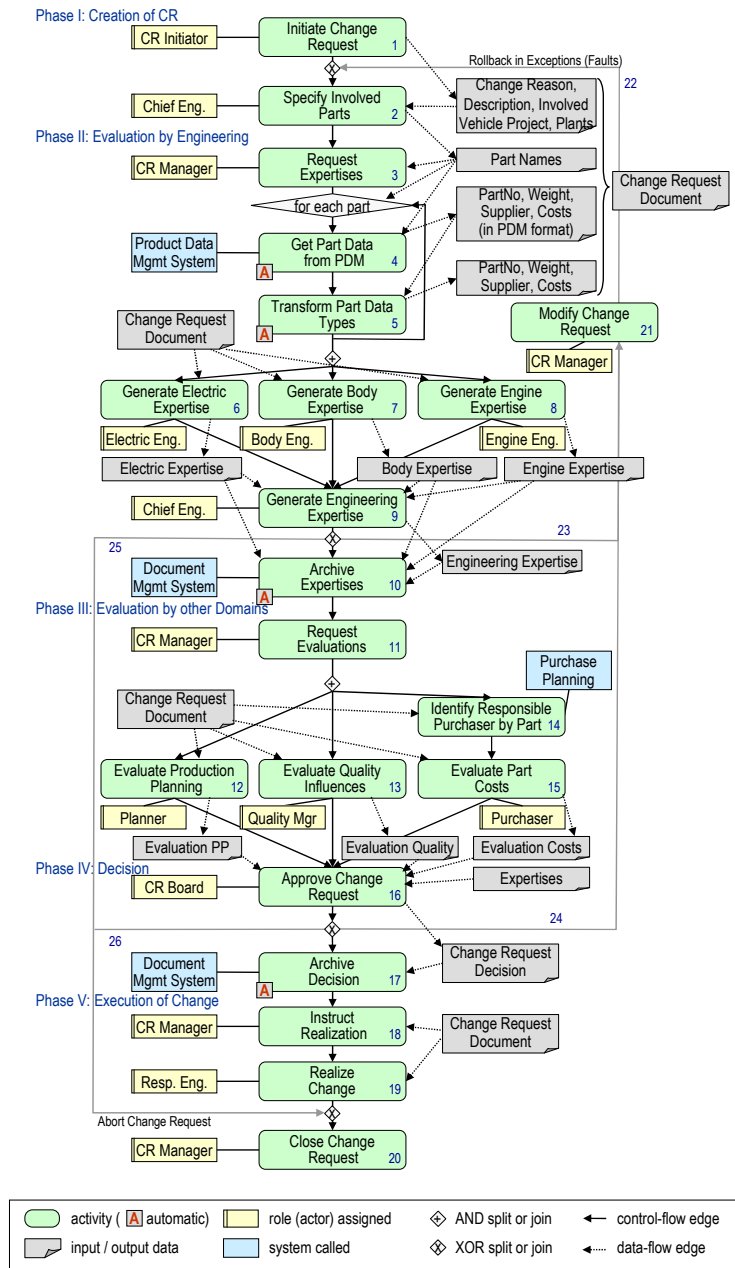 Phase I: Creation of CR
CR Initiator
Initiate Change
Request
1
Rollback in Exceptions (Faults)
22
X
Chief Eng.
Specify Involved
Parts
2
Change Reason,
Description, Involved
Vehicle Project, Plants
Phase II: Evaluation by Engineering
CR Manager
Request
Expertises
3
Part Names
Change Request
Document
for each part
PartNo, Weight,
Supplier, Costs
(in PDM format)
Product Data
Mgmt System
Get Part Data
from PDM
4
A
PartNo, Weight,
Supplier, Costs
Transform Part Data
Types
5
A
Change Request
Document
Modify Change
Request
21
CR Manager
+
Generate Electric
Expertise
6
Generate Body
Expertise
7
Generate Engine
Expertise
8
Electric Eng.
Body Eng.
Engine Eng.
Electric Expertise
Body Expertise
Engine Expertise
Chief Eng.
Generate Engineering
Expertise
9
23
25
X
Document
Mgmt System
Archive
Expertises
10
A
Engineering Expertise
Phase III: Evaluation by other Domains
CR Manager
Request
Evaluations
11
Purchase
Planning
+
Change Request
Document
Identify Responsible
Purchaser by Part
14
Evaluate Production
Planning
12
Evaluate Quality
Influences
13
Evaluate Part
Costs
15
Planner
Quality Mgr
Purchaser
Evaluation PP
Evaluation Quality
Evaluation Costs
Phase IV: Decision
CR Board
Approve Change
Request
16
Expertises
24
26
X
Change Request
Decision
Document
Mgmt System
Archive
Decision
17
A
Phase V: Execution of Change
CR Manager
Instruct
Realization
18
Change Request
Document
Resp. Eng.
Realize
Change
19
X
Abort Change Request
CR Manager
Close Change
Request
20
activity ( A automatic)
role (actor) assigned
+ AND split or join
control-flow edge
input / output data
system called
X XOR split or join
data-flow edge